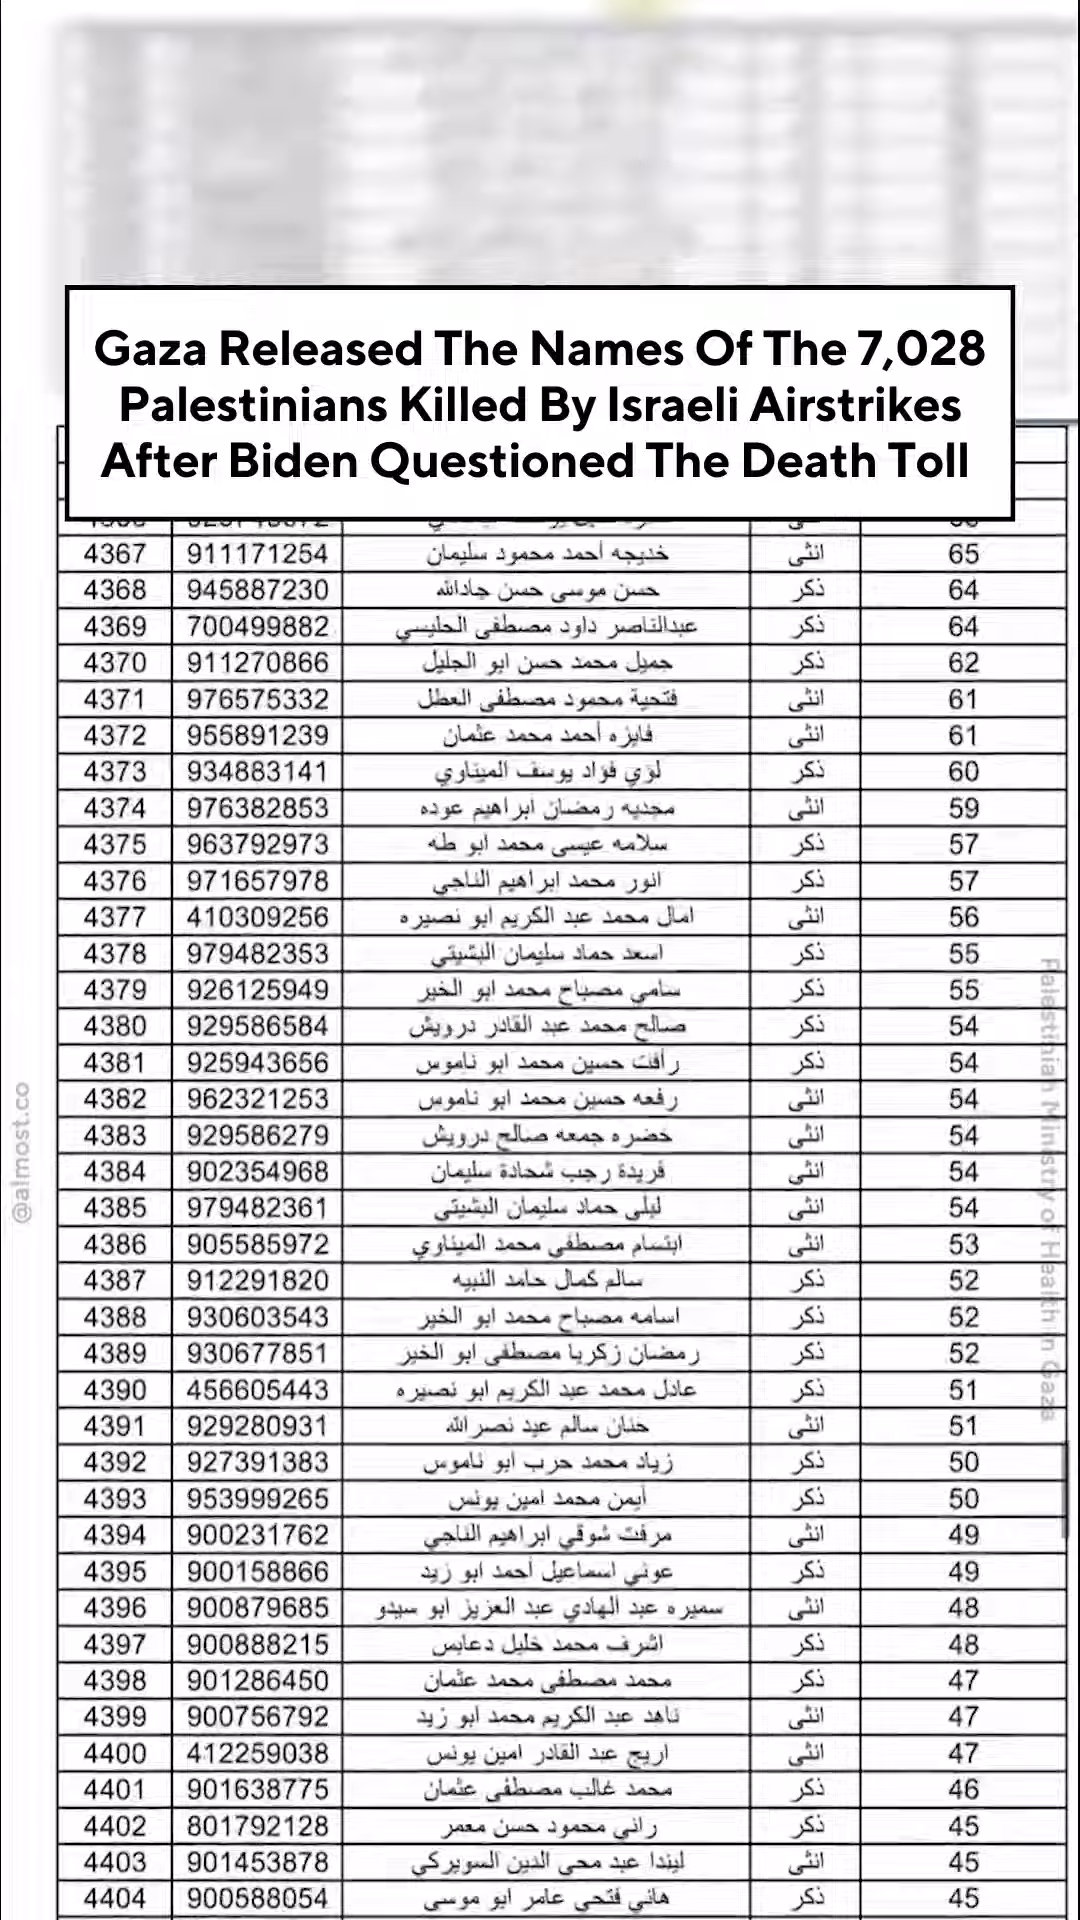 Gaza Released The Names Of The 7,028
Palestinians Killed By Israeli Airstrikes
After Biden Questioned The Death Toll
4367 911171254 خديجه أحمد محمود سليمان انثى 65
4368 945887230 حسن موسى حسن جادالله ذكر 64
4369 700499882 عبدالناصر داود مصطفى الحليسي ذكر 64
4370 911270866 جميل محمد حسن ابو الجليل ذكر 62
4371 976575332 فتحية محمود مصطفى العطل انثى 61
4372 955891239 فايزه أحمد محمد عثمان انثى 61
4373 934883141 لؤي فؤاد يوسف الميناوي ذكر 60
4374 976382853 مجديه رمضان ابراهيم عوده انثى 59
4375 963792973 سلامه عيسى محمد ابو طه ذكر 57
4376 971657978 انور محمد ابراهيم الناجي ذكر 57
4377 410309256 امال محمد عبد الكريم ابو نصيره انثى 56
4378 979482353 اسعد حماد سليمان البشيتي ذكر 55
4379 926125949 سامي مصباح محمد ابو الخير ذكر 55
4380 929586584 صالح محمد عبد القادر درويش ذكر 54
4381 925943656 رأفت حسين محمد ابو ناموس ذكر 54
4382 962321253 رفعه حسين محمد ابو ناموس انثى 54
4383 929586279 خضره جمعه صالح درويش انثى 54
4384 902354968 فريدة رجب شحادة سليمان انثى 54
4385 979482361 ليلى حماد سليمان البشيتي انثى 54
4386 905585972 ابتسام مصطفى محمد الميناوي انثى 53
4387 912291820 سالم كمال حامد النبيه ذكر 52
4388 930603543 اسامه مصباح محمد ابو الخير ذكر 52
4389 930677851 رمضان زكريا مصطفى ابو الخير ذكر 52
4390 456605443 عادل محمد عبد الكريم ابو نصيره ذكر 51
4391 929280931 حنان سالم عيد نصرالله انثى 51
4392 927391383 زياد محمد حرب ابو ناموس ذكر 50
4393 953999265 أيمن محمد امين يونس ذكر 50
4394 900231762 مرفت شوقي ابراهيم الناجي انثى 49
4395 900158866 عوني اسماعيل أحمد ابو زيد ذكر 49
4396 900879685 سميره عبد الهادي عبد العزيز ابو سيدو انثى 48
4397 900888215 اشرف محمد خليل دعابس ذكر 48
4398 901286450 محمد مصطفى محمد عثمان ذكر 47
4399 900756792 ناهد عبد الكريم محمد ابو زيد انثى 47
4400 412259038 اريج عبد القادر امين يونس انثى 47
4401 901638775 محمد غالب مصطفى عثمان ذكر 46
4402 801792128 راني محمود حسن معمر ذكر 45
4403 901453878 ليندا عبد محي الدين السويركي انثى 45
4404 900588054 هاني فتحي عامر ابو موسى ذكر 45
@almost.co
Palestinian Ministry of Health in Gaza